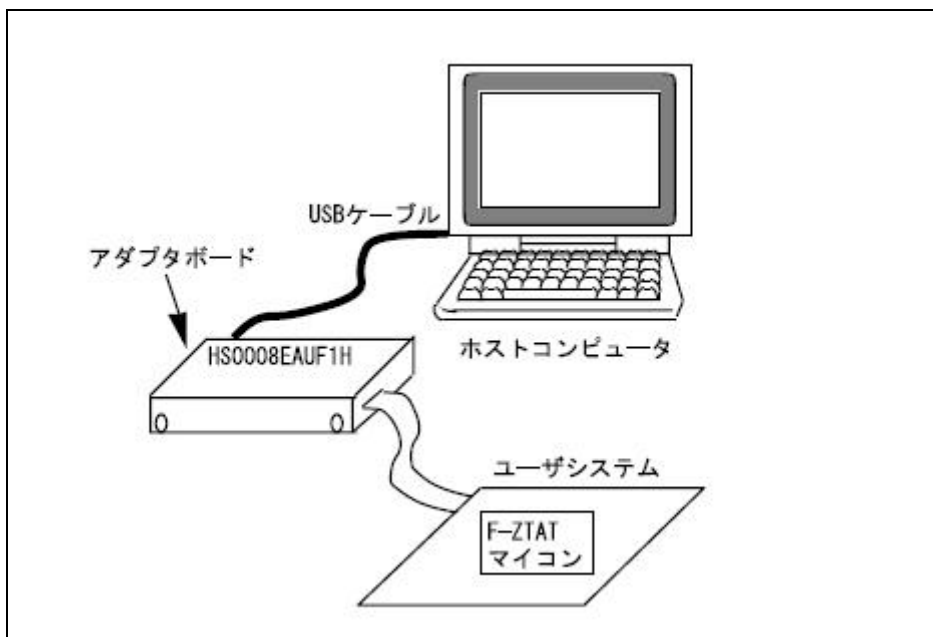 USBケーブル
アダプタボード
HS0008EAUF1H
ホストコンピュータ
ユーザシステム
F-ZTAT
マイコン